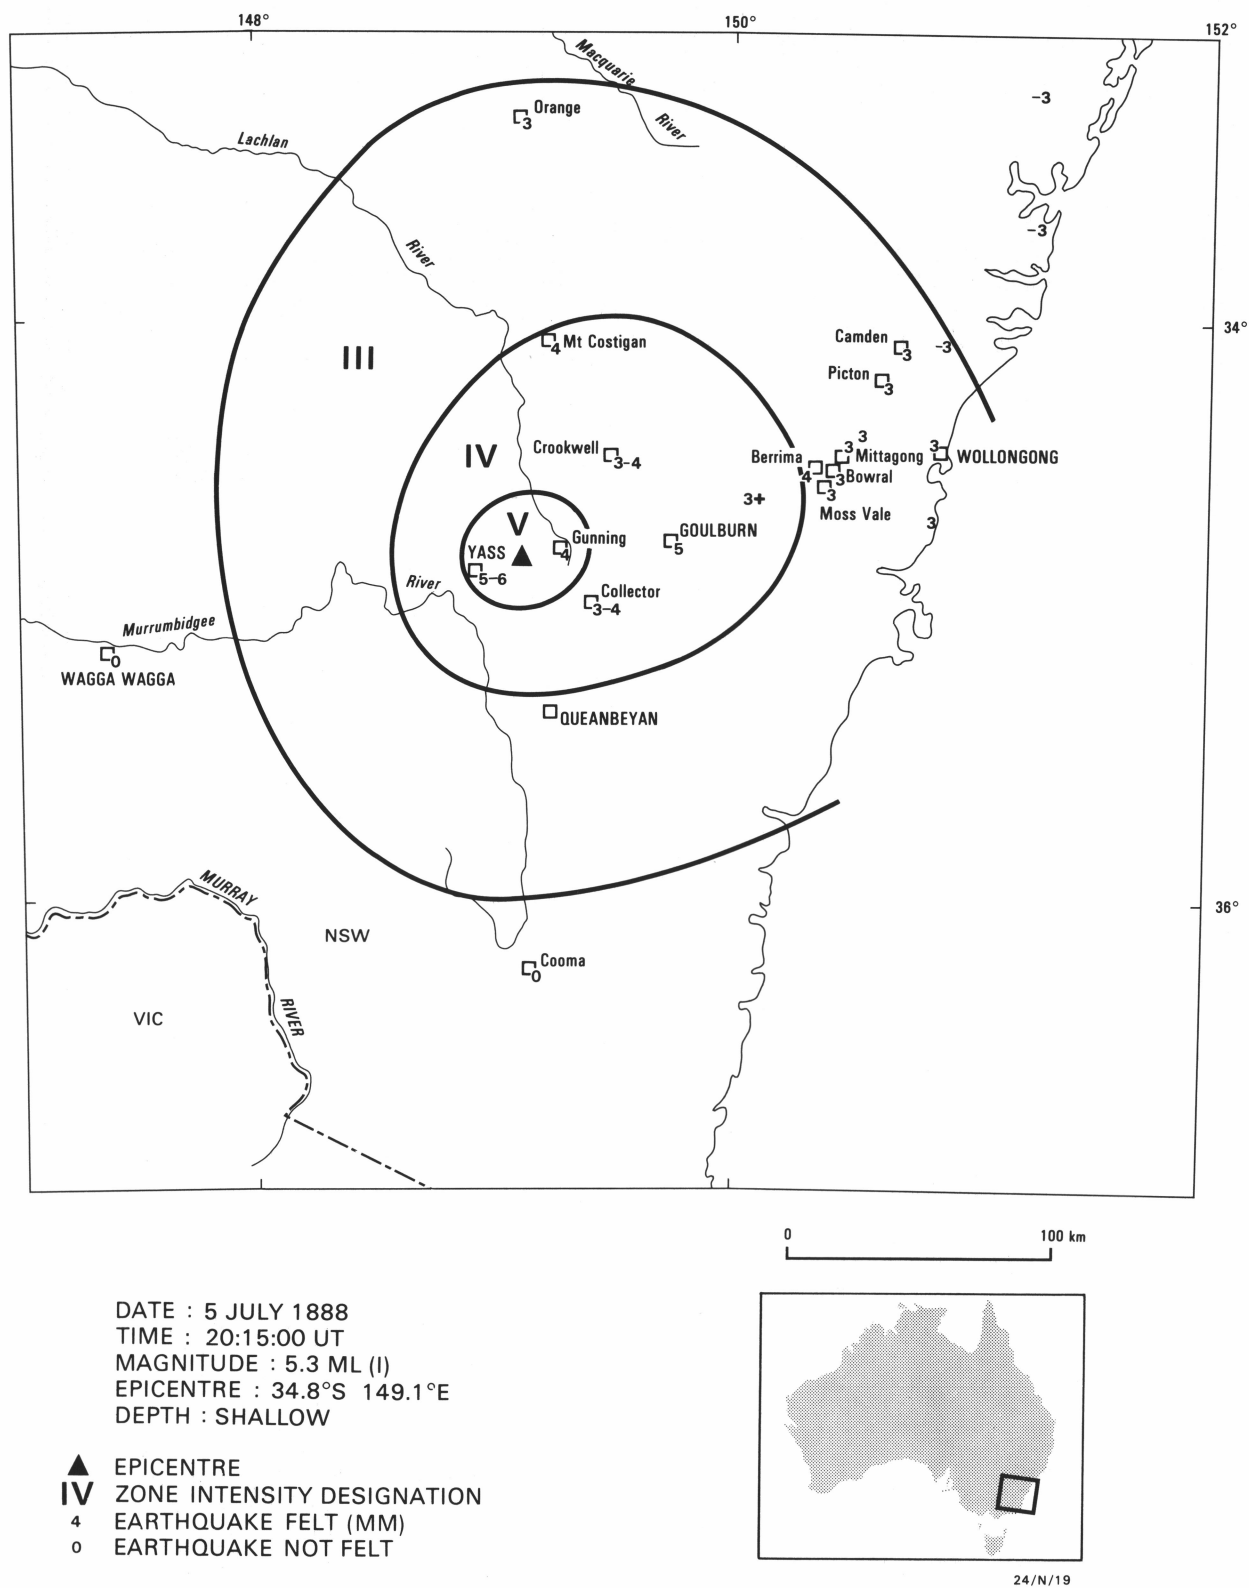 148°
150°
152°
Macquarie
River
-3
Orange
3
Lachlan
River
-3
34°
III
Mt Costigan
4
Camden
3
-3
Picton
3
IV
Crookwell
3-4
3
3
Mittagong
3
WOLLONGONG
Berrima
4
3
Bowral
3
Moss Vale
3+
3
V
GOULBURN
5
Gunning
4
YASS
5-6
Collector
3-4
River
Murrumbidgee
0
WAGGA WAGGA
QUEANBEYAN
MURRAY
RIVER
36°
NSW
Cooma
0
VIC
0
100 km
DATE : 5 JULY 1888
TIME : 20:15:00 UT
MAGNITUDE : 5.3 ML (I)
EPICENTRE : 34.8°S 149.1°E
DEPTH : SHALLOW
EPICENTRE
IV ZONE INTENSITY DESIGNATION
4 EARTHQUAKE FELT (MM)
0 EARTHQUAKE NOT FELT
24/N/19